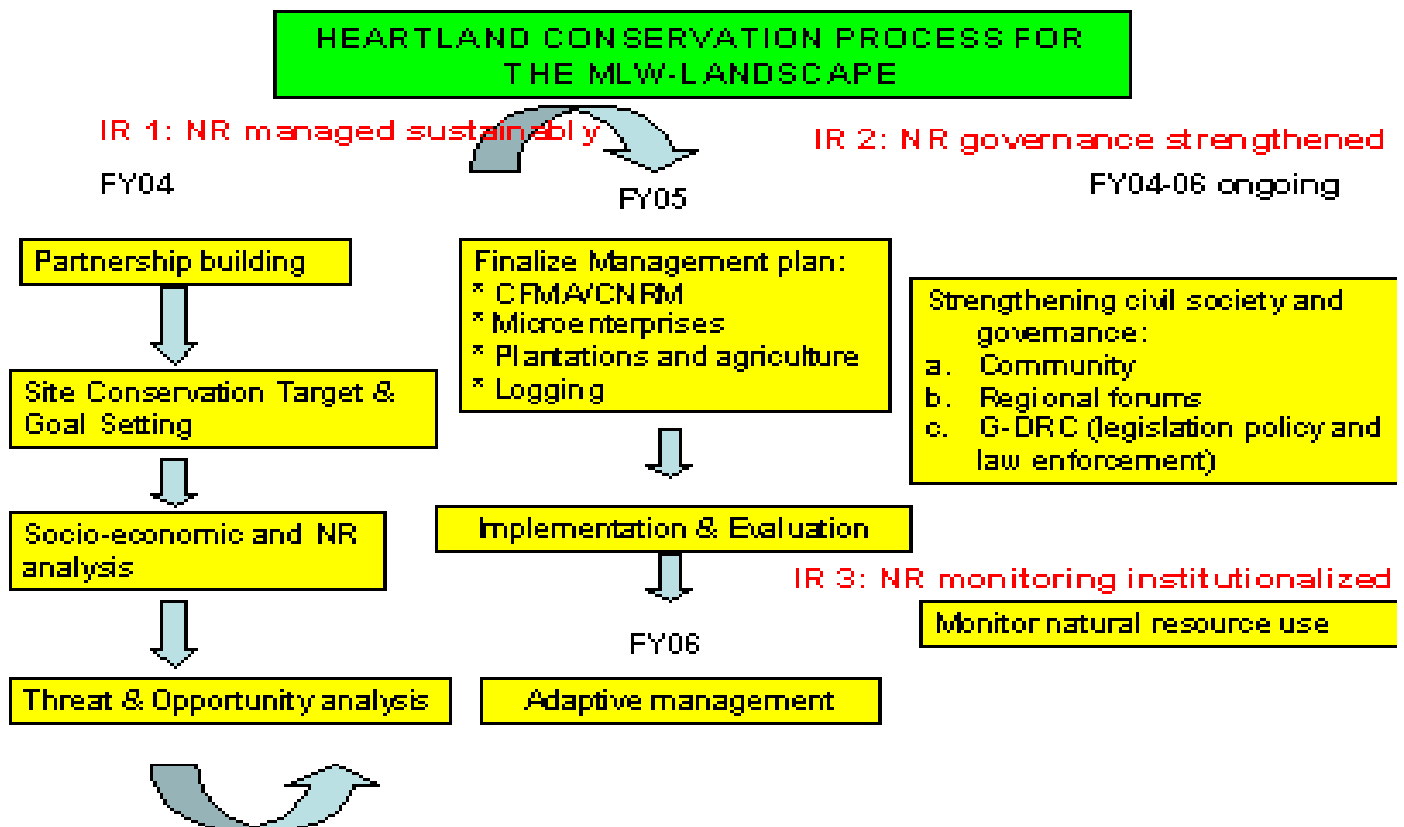 HEARTLAND CONSERVATION PROCESS FOR
THE MLW-LANDSCAPE
IR 1: NR managed sustainably
FY04
Partnership building
Site Conservation Target &
Goal Setting
Socio-economic and NR
analysis
Threat & Opportunity analysis
FY05
Finalize Management plan:
* CFMA/CNRM
* Microenterprises
* Plantations and agriculture
* Logging
Implementation & Evaluation
FY06
Adaptive management
IR 2: NR governance strengthened
FY04-06 ongoing
Strengthening civil society and
governance:
a. Community
b. Regional forums
c. G-DRC (legislation policy and
law enforcement)
IR 3: NR monitoring institutionalized
Monitor natural resource use